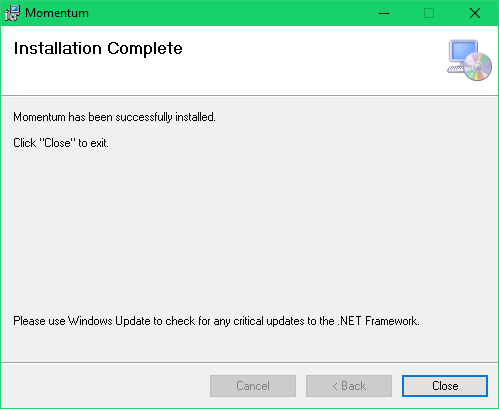 Momentum
Installation Complete
Momentum has been successfully installed.
Click "Close" to exit.
Please use Windows Update to check for any critical updates to the .NET Framework.
Cancel
< Back
Close